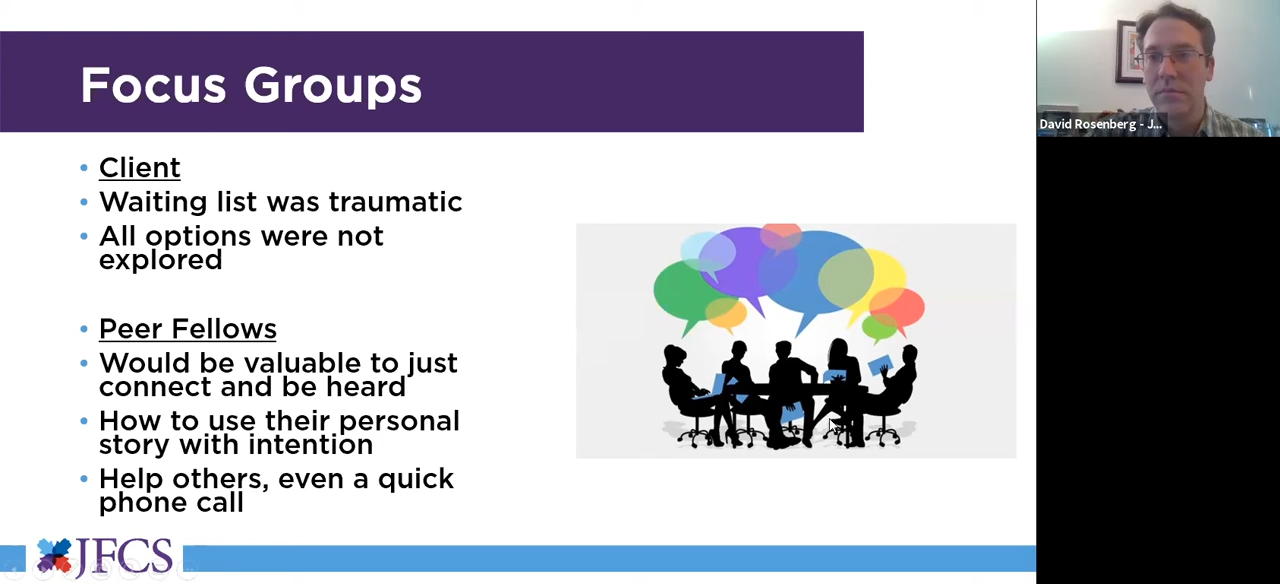 Focus Groups
Client
Waiting list was traumatic
All options were not
explored
Peer Fellows
Would be valuable to just
connect and be heard
How to use their personal
story with intention
Help others, even a quick
phone call
JFCS
David Rosenberg - J...